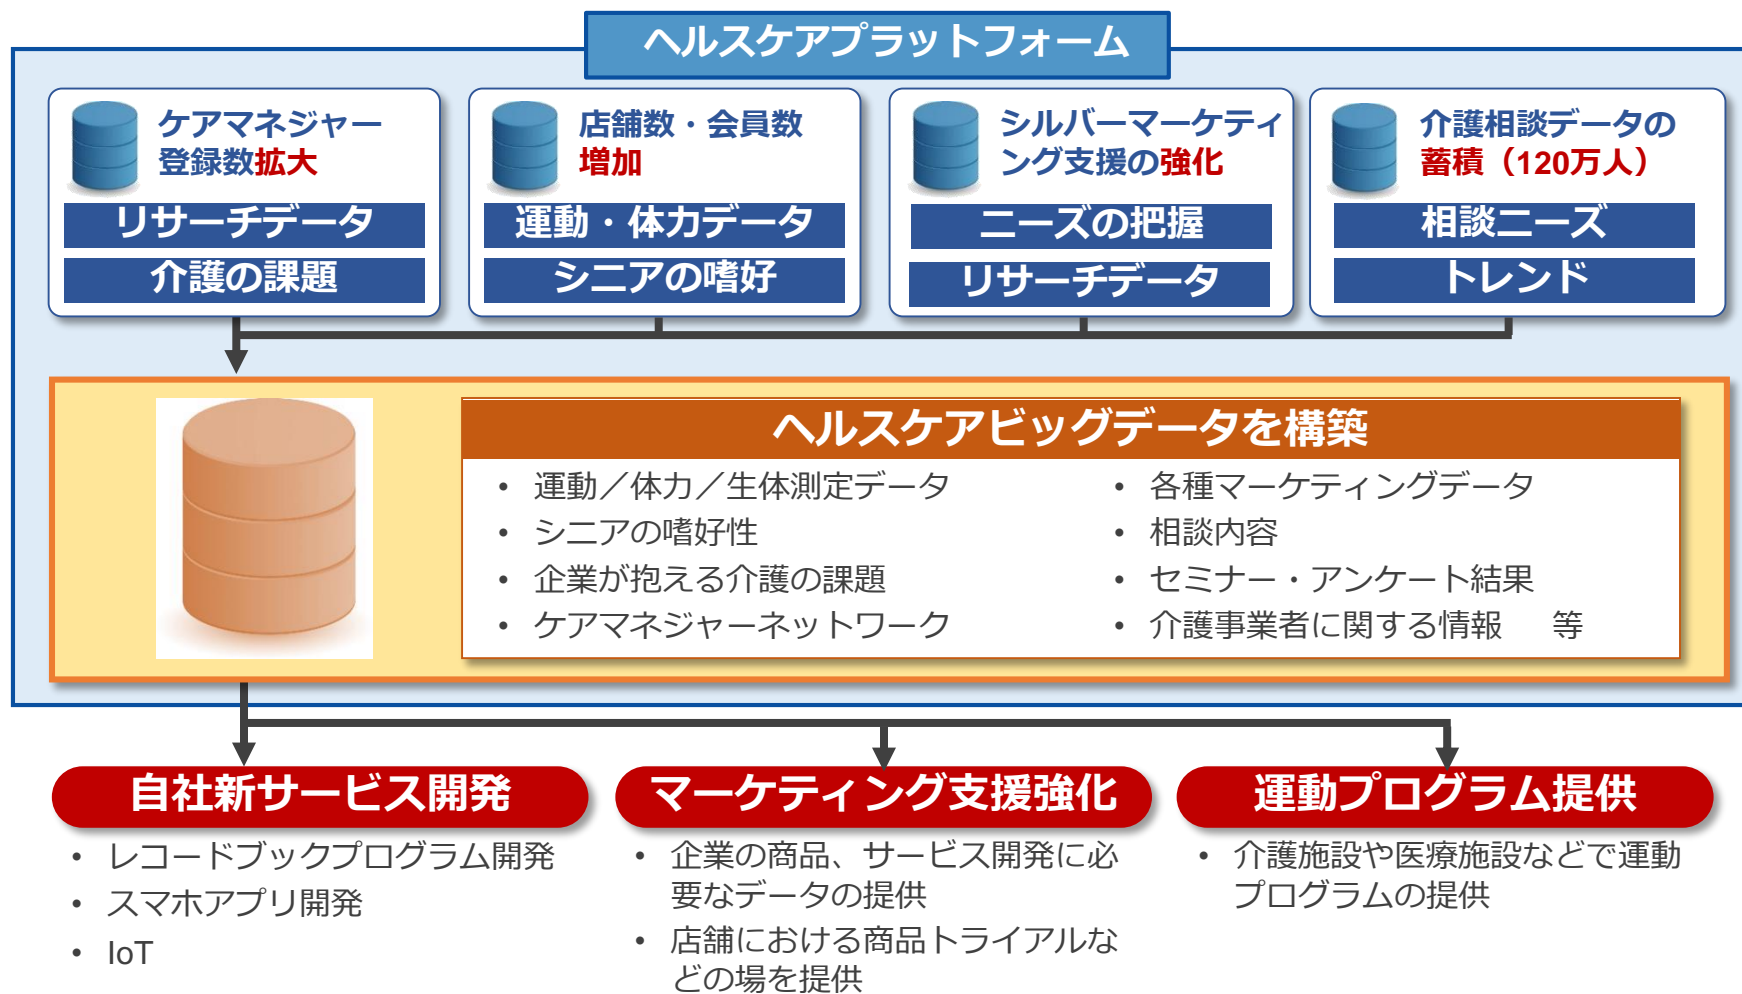 ヘルスケアプラットフォーム
ケアマネジャー
登録数拡大
リサーチデータ
介護の課題
店舗数・会員数
増加
運動・体力データ
シニアの嗜好
シルバーマーケティ
ング支援の強化
ニーズの把握
リサーチデータ
介護相談データの
蓄積（120万人）
相談ニーズ
トレンド
ヘルスケアビッグデータを構築
• 運動／体力／生体測定データ
• シニアの嗜好性
• 企業が抱える介護の課題
• ケアマネジャーネットワーク
• 各種マーケティングデータ
• 相談内容
• セミナー・アンケート結果
• 介護事業者に関する情報　等
自社新サービス開発
• レコードブックプログラム開発
• スマホアプリ開発
• IoT
マーケティング支援強化
• 企業の商品、サービス開発に必
要なデータの提供
• 店舗における商品トライアルな
どの場を提供
運動プログラム提供
• 介護施設や医療施設などで運動
プログラムの提供